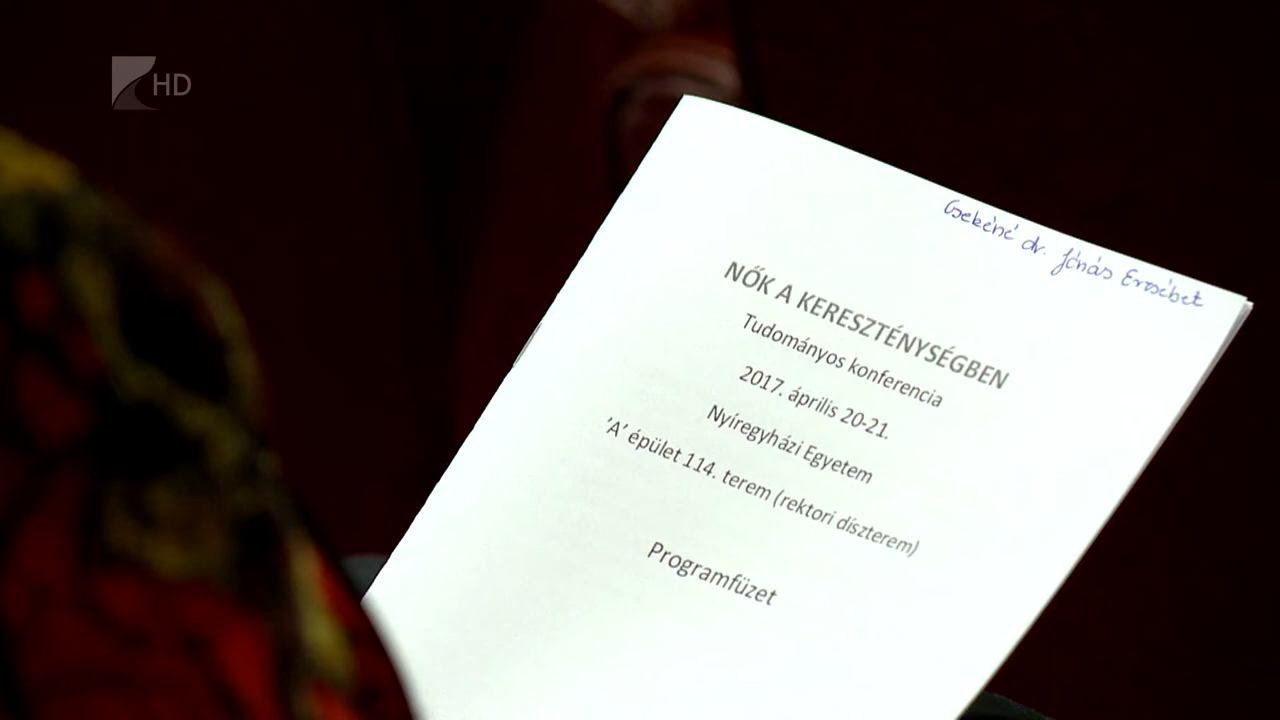 HD
Csekéné dr. Jónás Erzsébet
NŐK A KERESZTÉNYSÉGBEN
Tudományos konferencia
2017. április 20-21.
Nyíregyházi Egyetem
’A’ épület 114. terem (rektori díszterem)
Programfüzet